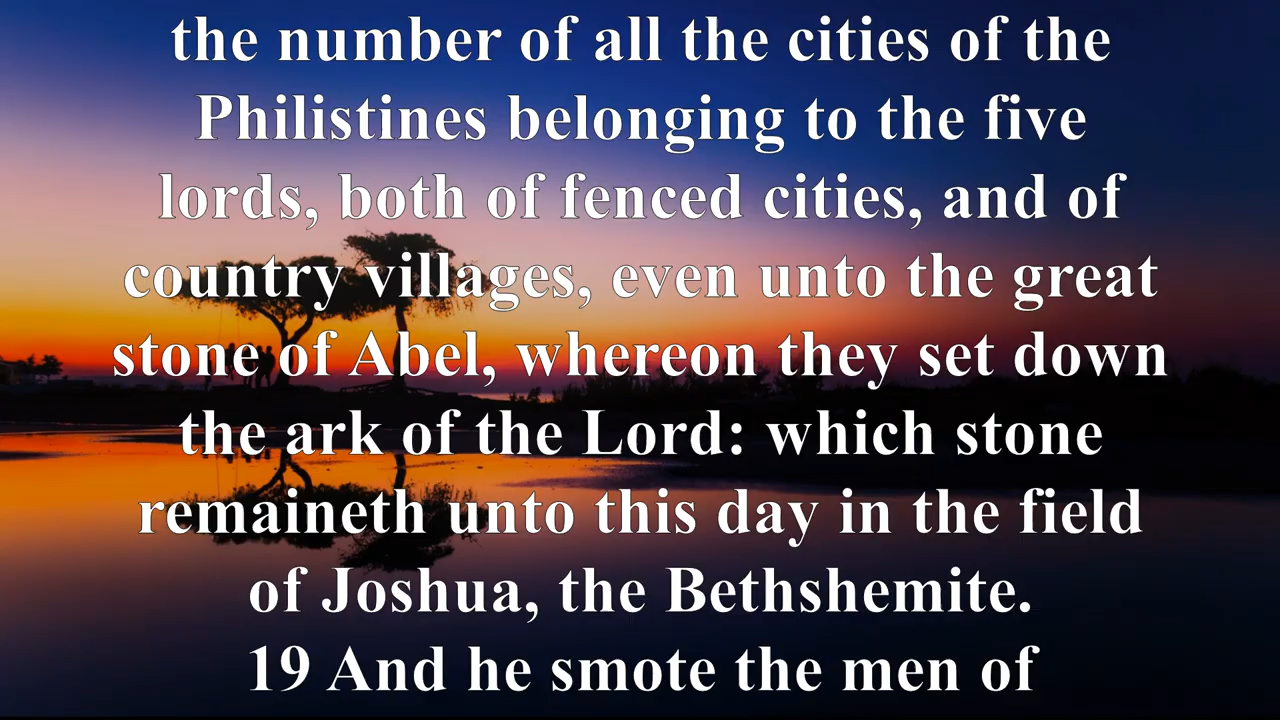 the number of all the cities of the
Philistines belonging to the five
lords, both of fenced cities, and of
country villages, even unto the great
stone of Abel, whereon they set down
the ark of the Lord: which stone
remaineth unto this day in the field
of Joshua, the Bethshemite.
19 And he smote the men of